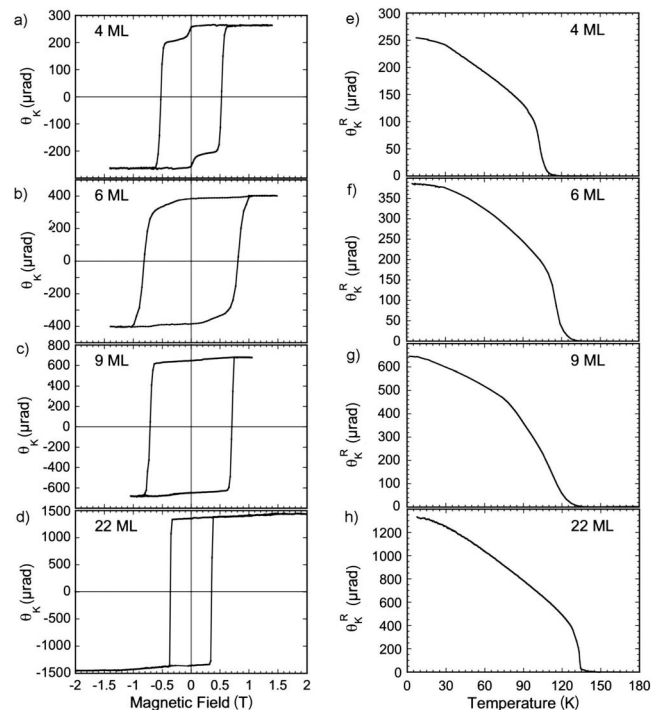 a)
4 ML
300
200
100
0
-100
-200
θK (μrad)
b)
6 ML
400
200
0
-200
-400
θK (μrad)
c)
9 ML
800
600
400
200
0
-200
-400
-600
θK (μrad)
d)
22 ML
1500
1000
500
0
-500
-1000
-1500
θK (μrad)
-2 -1.5 -1 -0.5 0 0.5 1 1.5 2
Magnetic Field (T)
e)
4 ML
300
250
200
150
100
50
0
θKR (μrad)
f)
6 ML
350
300
250
200
150
100
50
0
θKR (μrad)
g)
9 ML
600
500
400
300
200
100
0
θKR (μrad)
h)
22 ML
1200
1000
800
600
400
200
0
θKR (μrad)
0 30 60 90 120 150 180
Temperature (K)